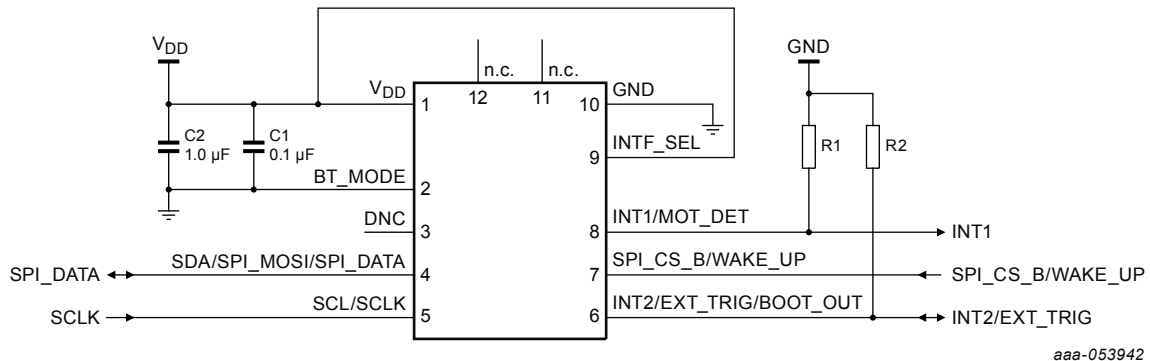 V_DD
GND
n.c.
n.c.
V_DD
1
12
11
10
GND
C2
1.0 µF
C1
0.1 µF
INTF_SEL
9
R1
R2
BT_MODE
2
DNC
3
INT1/MOT_DET
8
INT1
SPI_DATA
SDA/SPI_MOSI/SPI_DATA
4
SPI_CS_B/WAKE_UP
7
SPI_CS_B/WAKE_UP
SCLK
SCL/SCLK
5
INT2/EXT_TRIG/BOOT_OUT
6
INT2/EXT_TRIG
aaa-053942